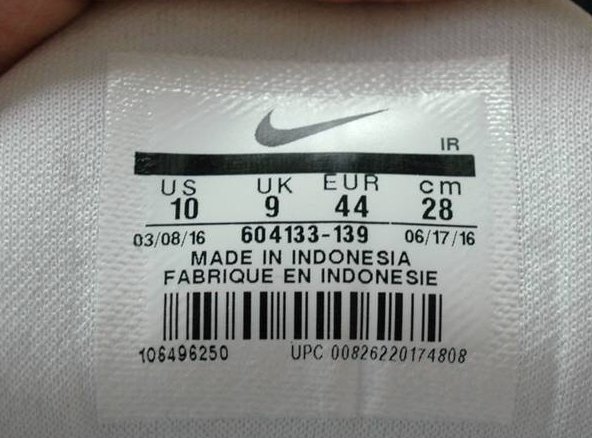 IR
US UK EUR cm
10 9 44 28
03/08/16 604133-139 06/17/16
MADE IN INDONESIA
FABRIQUE EN INDONESIE
106496250 UPC 00826220174808